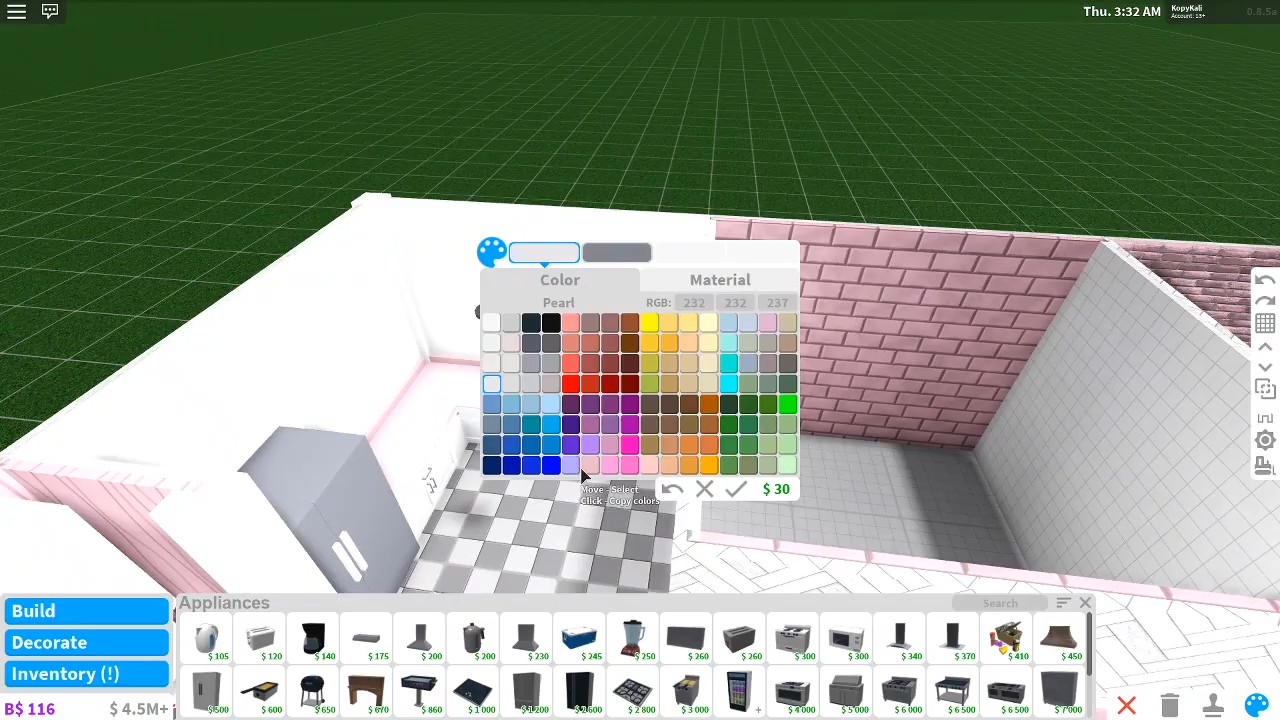 Thu. 3:32 AM
KopyKali
Account: 13+
0.8.5a
Color
Material
Pearl
RGB: 232 232 237
Move - Select
Click - Copy colors
$ 30
Build
Decorate
Inventory (!)
B$ 116
$ 4.5M+
Appliances
Search
$ 105 $ 120 $ 140 $ 175 $ 200 $ 200 $ 230 $ 245 $ 250 $ 260 $ 260 $ 300 $ 300 $ 340 $ 370 $ 410 $ 450
$ 500 $ 600 $ 650 $ 670 $ 860 $ 1 000 $ 1 200 $ 2 600 $ 2 800 $ 3 000 + $ 4 000 $ 5 000 $ 6 000 $ 6 500 $ 6 500 $ 7 000